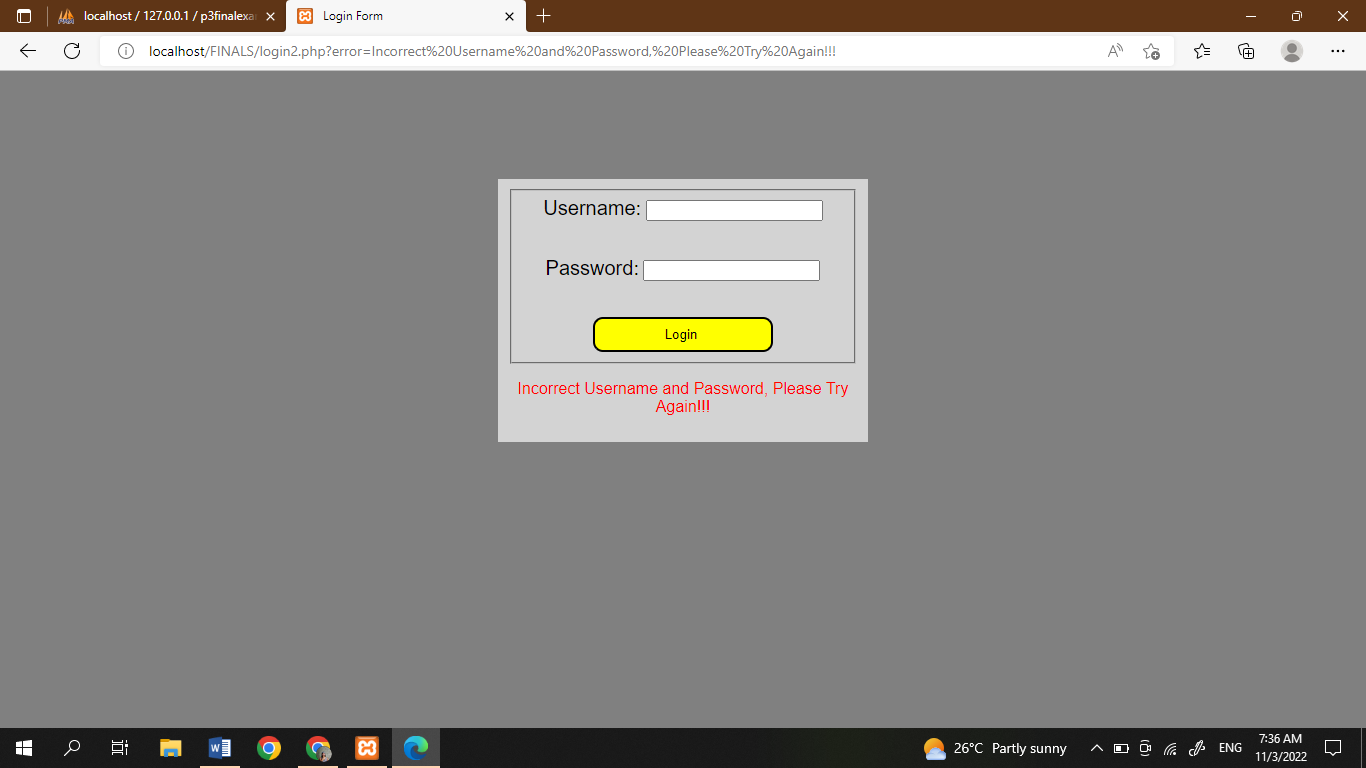 localhost / 127.0.0.1 / p3finalexa
Login Form
localhost/FINALS/login2.php?error=Incorrect%20Username%20and%20Password,%20Please%20Try%20Again!!!
Username:
Password:
Login
Incorrect Username and Password, Please Try
Again!!!
26°C Partly sunny
ENG
7:36 AM
11/3/2022